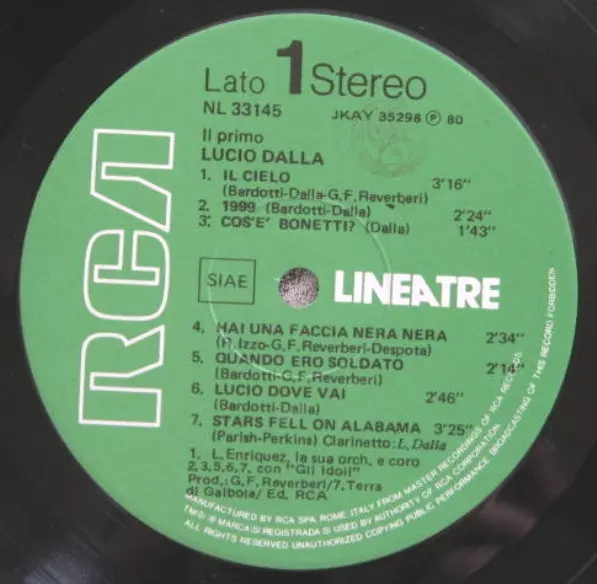 Lato 1 Stereo
NL 33145 JKAY 35298 Ⓟ 80
Il primo
LUCIO DALLA
1. IL CIELO 3'16"
(Bardotti-Dalla-G.F. Reverberi)
2. 1999 (Bardotti-Dalla) 2'24"
3. COS'E' BONETTI? (Dalla) 1'43"
RCA
SIAE
LINEATRE
4. HAI UNA FACCIA NERA NERA 2'34"
(R. Izzo-G.F. Reverberi-Despota)
5. QUANDO ERO SOLDATO 2'14"
(Bardotti-G.F. Reverberi)
6. LUCIO DOVE VAI 2'46"
(Bardotti-Dalla)
7. STARS FELL ON ALABAMA 3'25"
(Parish-Perkins) Clarinetto: L. Dalla
1. L. Enriquez, la sua orch. e coro
2,3,5,6,7, con "Gli Idoli"
Prod.: G.F. Reverberi/7. Terra
di Gaibola/ Ed. RCA
MANUFACTURED BY RCA SPA, ROME, ITALY FROM MASTER RECORDINGS OF RCA RECORDS
TM(S) ® MARCA(S) REGISTRADA(S) USED BY AUTHORITY OF RCA CORPORATION.
ALL RIGHTS RESERVED UNAUTHORIZED COPYING PUBLIC PERFORMANCE, BROADCASTING OF THIS RECORD FORBIDDEN